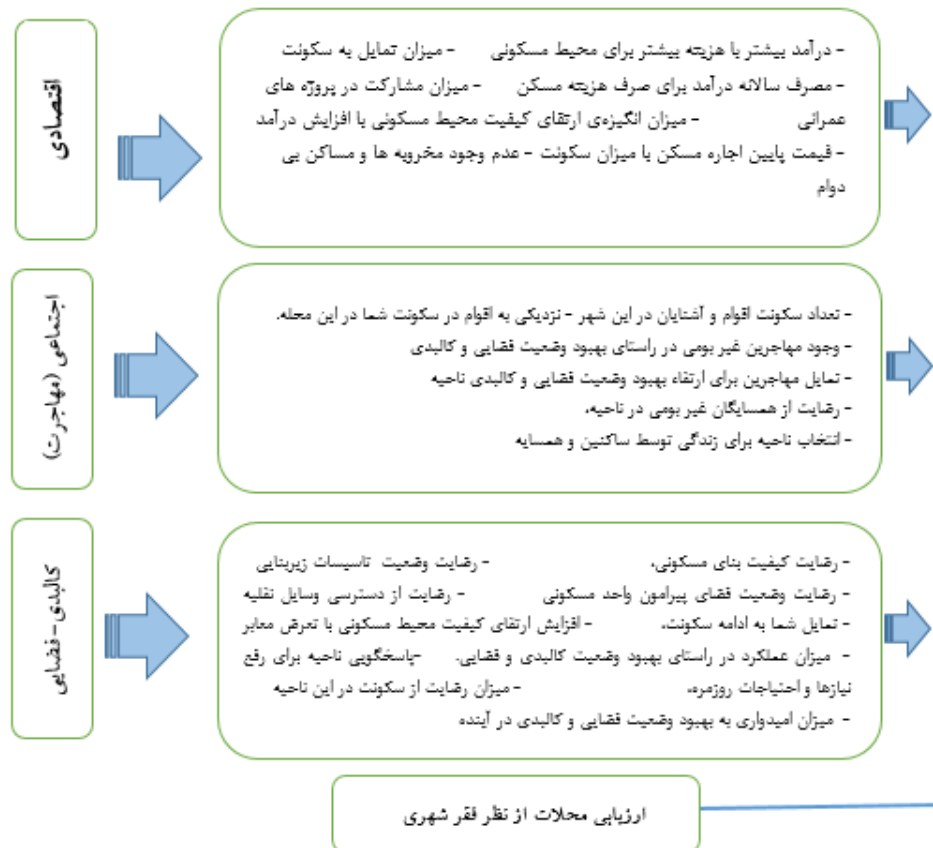 اقتصادی
- درآمد بیشتر یا هزینه بیشتر برای محیط مسکونی - میزان تمایل به سکونت
- مصرف سالانه درآمد برای صرف هزینه مسکن - میزان مشارکت در پروژه های
عمرانی - میزان انگیزه‌ی ارتقای کیفیت محیط مسکونی با افزایش درآمد
- قیمت پایین اجاره مسکن با میزان سکونت - عدم وجود مخروبه ها و مساکن بی
دوام
اجتماعی (مهاجرت)
- تعداد سکونت اقوام و آشنایان در این شهر - نزدیکی به اقوام در سکونت شما در این محله.
- وجود مهاجرین غیر بومی در راستای بهبود وضعیت فضایی و کالبدی
- تمایل مهاجرین برای ارتقاء بهبود وضعیت فضایی و کالبدی ناحیه
- رضایت از همسایگان غیر بومی در ناحیه.
- انتخاب ناحیه برای زندگی توسط ساکنین و همسایه
کالبدی-فضایی
- رضایت کیفیت بنای مسکونی. - رضایت وضعیت تاسیسات زیربنایی
- رضایت وضعیت فضای پیرامون واحد مسکونی - رضایت از دسترسی وسایل نقلیه
- تمایل شما به ادامه سکونت. - افزایش ارتقای کیفیت محیط مسکونی با تعرض معابر
- میزان عملکرد در راستای بهبود وضعیت کالبدی و فضایی. -پاسخگویی ناحیه برای رفع
نیازها و احتیاجات روزمره. - میزان رضایت از سکونت در این ناحیه
- میزان امیدواری به بهبود وضعیت فضایی و کالبدی در آینده
ارزیابی محلات از نظر فقر شهری